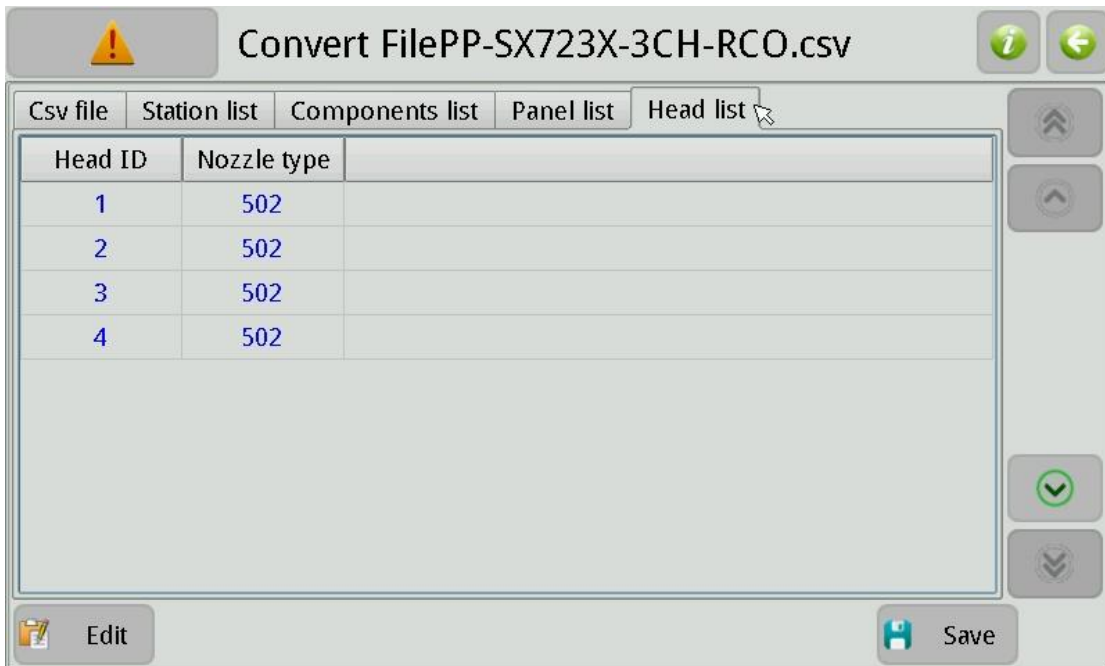 Convert FilePP-SX723X-3CH-RCO.csv
Csv file Station list Components list Panel list Head list
Head ID Nozzle type
1 502
2 502
3 502
4 502
Edit Save